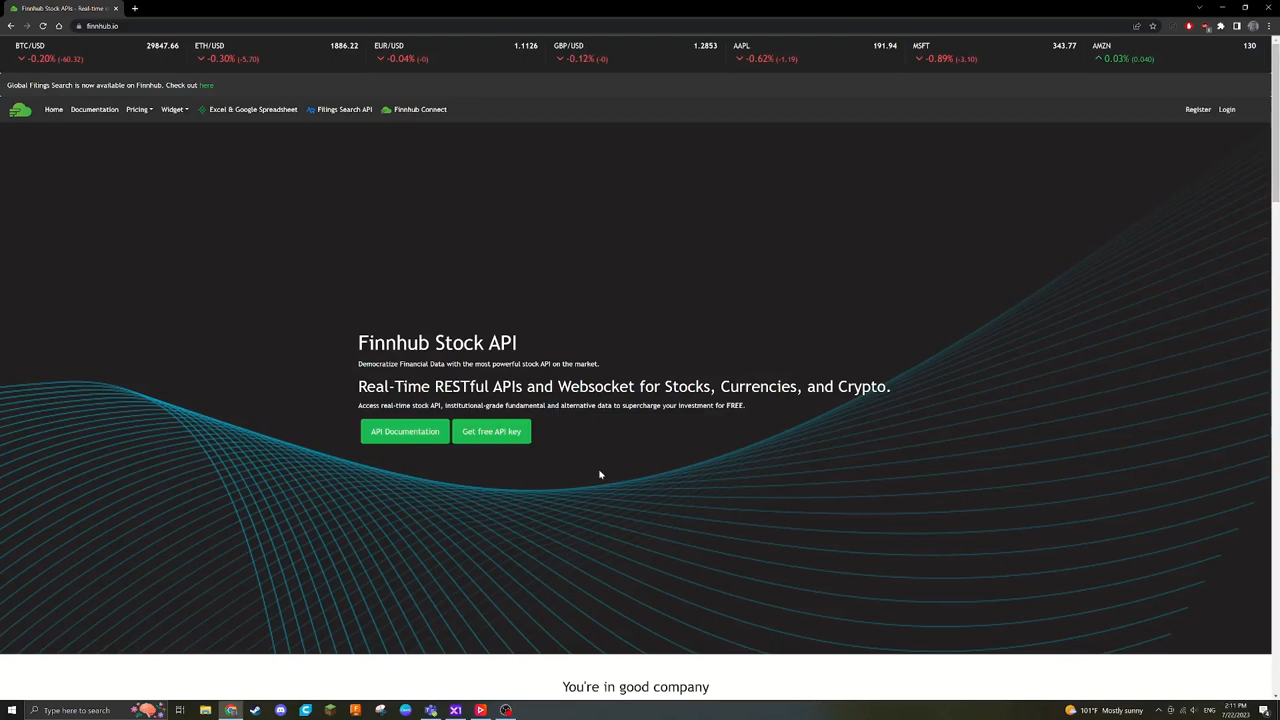 Finnhub Stock APIs - Real-time s
finnhub.io
BTC/USD 29847.66 ETH/USD 1886.22 EUR/USD 1.1126 GBP/USD 1.2853 AAPL 191.94 MSFT 343.77 AMZN 130
-0.20% (-60.32) -0.30% (-5.70) -0.04% (-0) -0.12% (-0) -0.62% (-1.19) -0.89% (-3.10) 0.03% (0.040)
Global Filings Search is now available on Finnhub. Check out here
Home Documentation Pricing Widget Excel & Google Spreadsheet Filings Search API Finnhub Connect Register Login
Finnhub Stock API
Democratize Financial Data with the most powerful stock API on the market.
Real-Time RESTful APIs and Websocket for Stocks, Currencies, and Crypto.
Access real-time stock API, institutional-grade fundamental and alternative data to supercharge your investment for FREE.
API Documentation Get free API key
You're in good company
Type here to search 101°F Mostly sunny ENG 2:11 PM
7/22/2023